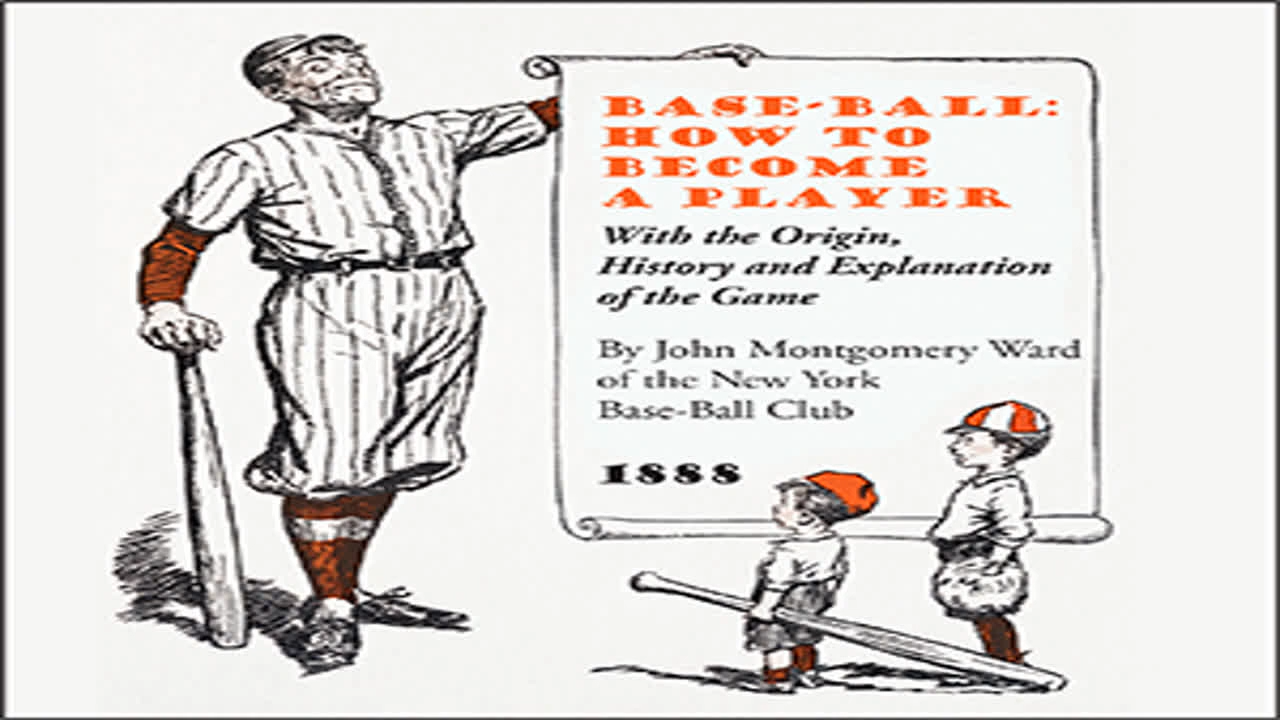 BASE-BALL:
HOW TO
BECOME
A PLAYER
With the Origin,
History and Explanation
of the Game
By John Montgomery Ward
of the New York
Base-Ball Club
1888